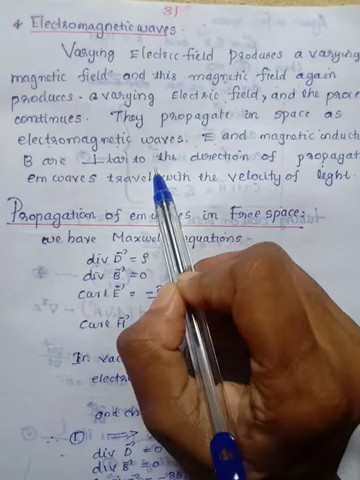 31
* Electromagnetic waves:
Varying Electric field produces a varying
magnetic field and this magnetic field again
produces a varying Electric field, and the proce
continues. They propagate in space as
electromagnetic waves. E and magnetic induct
B are ⊥lar to the direction of propagat
em waves travel with the velocity of light.
Propagation of em in Free space:
we have Maxwell equations
div D⃗ = ρ
div B⃗ = 0
curl E⃗ = -∂
curl H⃗
In vac
electr
and ch
∴ ① ⟹
div D⃗ = 0
div B⃗ = 0